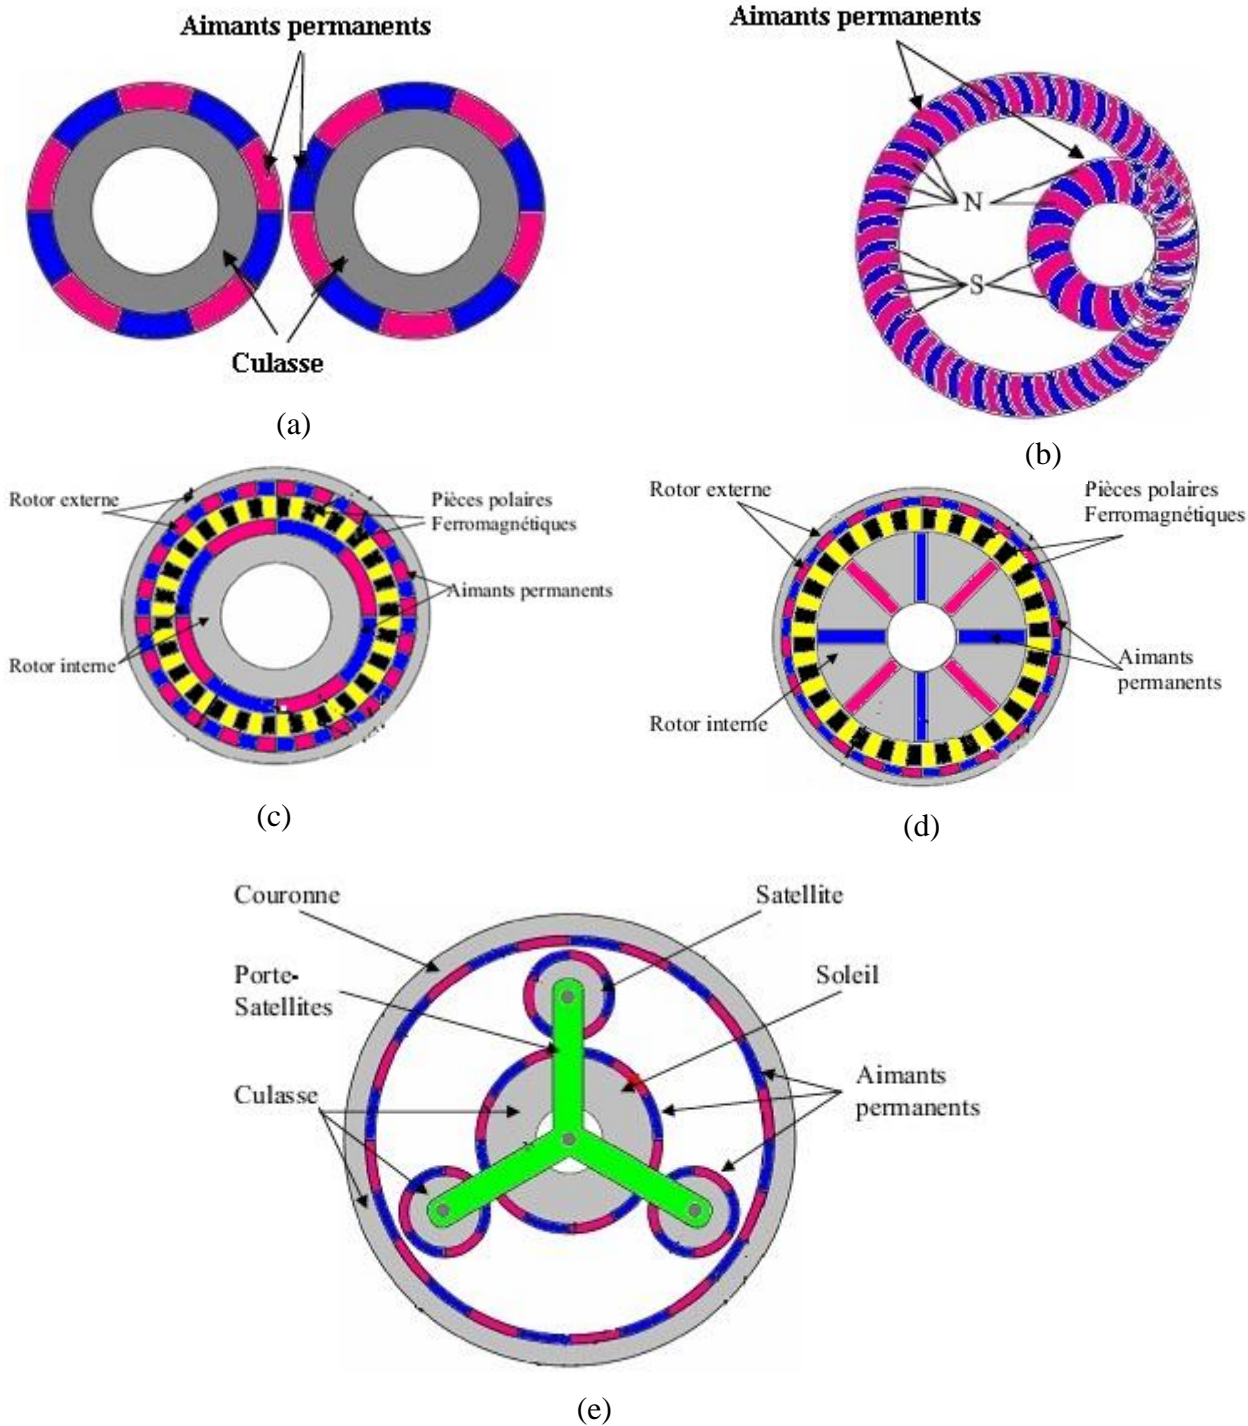 Aimants permanents
Culasse
(a)
Aimants permanents
N
S
(b)
Rotor externe
Pièces polaires
Ferromagnétiques
Aimants permanents
Rotor interne
(c)
Rotor externe
Pièces polaires
Ferromagnétiques
Aimants
permanents
Rotor interne
(d)
Couronne
Satellite
Porte-
Satellites
Soleil
Culasse
Aimants
permanents
(e)